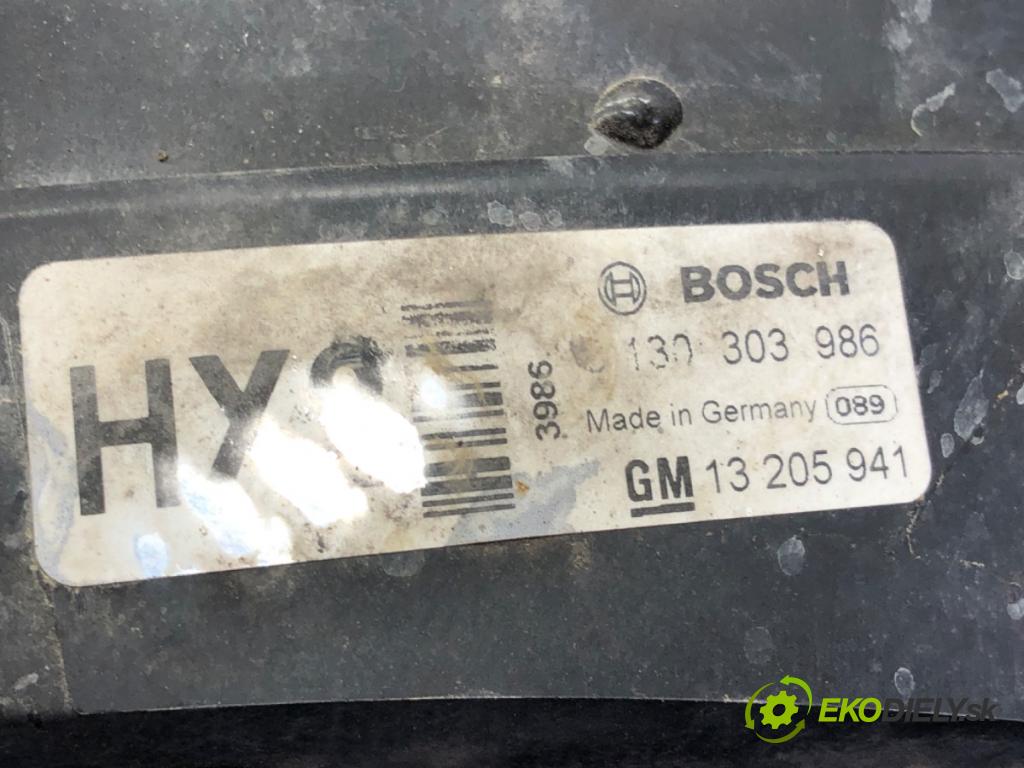 BOSCH
130 303 986
Made in Germany 089
GM 13 205 941
3986
EKODIELY.sk